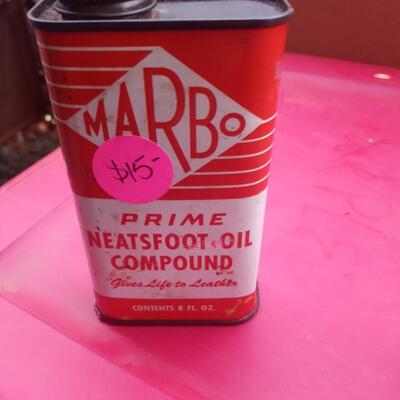 MARBO
$15-
PRIME
NEATSFOOT OIL
COMPOUND
Gives Life to Leather
CONTENTS 8 FL. OZ.